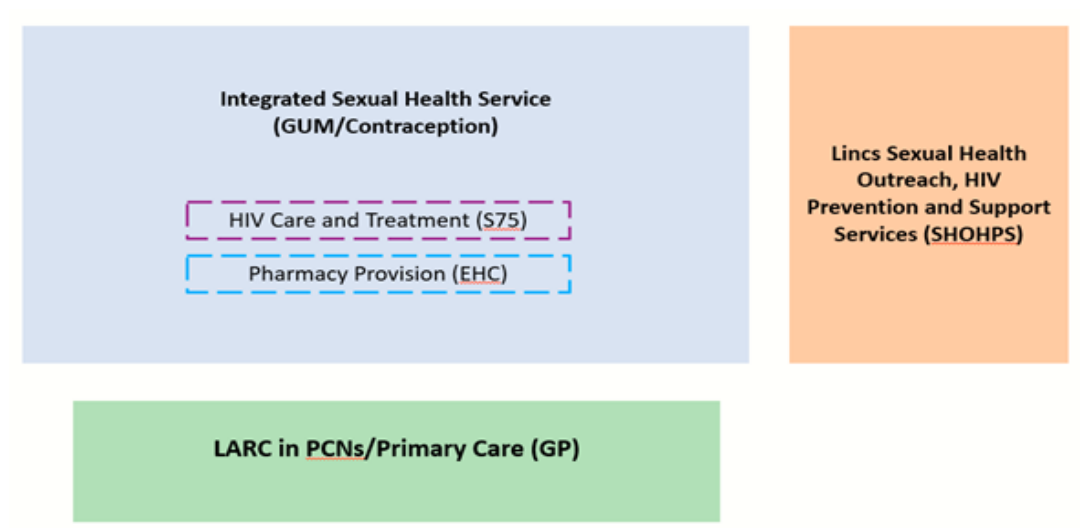 Integrated Sexual Health Service
(GUM/Contraception)
HIV Care and Treatment (S75)
Pharmacy Provision (EHC)
Lincs Sexual Health
Outreach, HIV
Prevention and Support
Services (SHOHPS)
LARC in PCNs/Primary Care (GP)